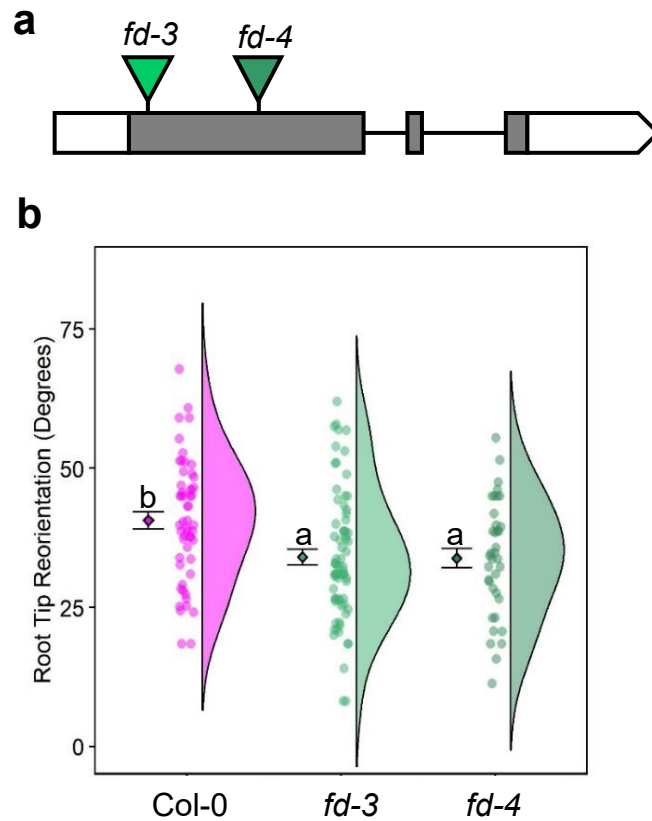 a
fd-3 fd-4
b
Root Tip Reorientation (Degrees)
75
50
25
0
b
a
a
Col-0 fd-3 fd-4